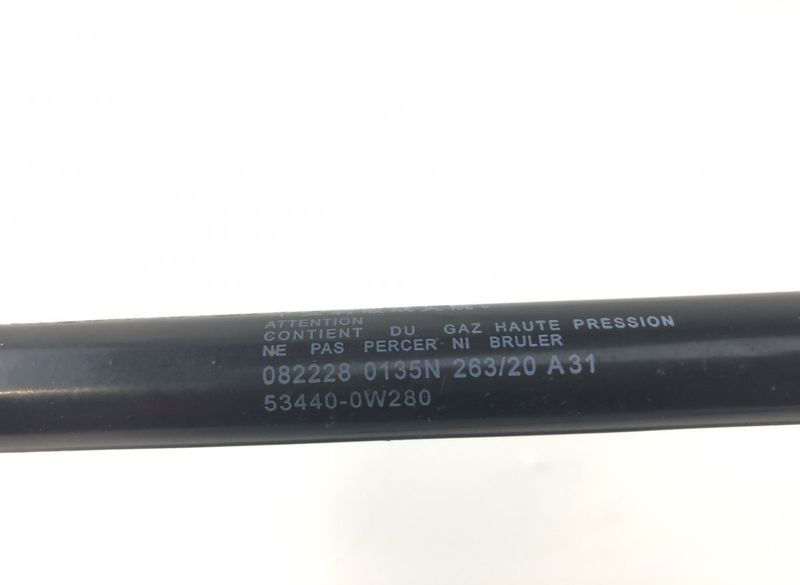 ATTENTION
CONTIENT DU GAZ HAUTE PRESSION
NE PAS PERCER NI BRULER
082228 0135N 263/20 A31
53440-0W280